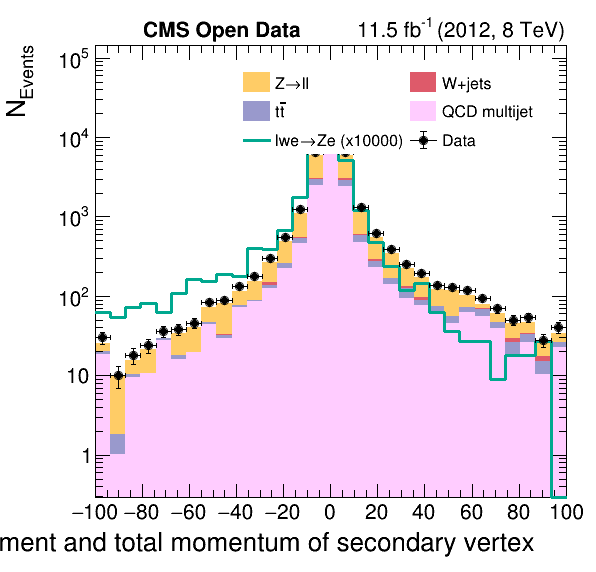 CMS Open Data 11.5 fb⁻¹ (2012, 8 TeV)
N_Events
Z→ll W+jets
tt̄ QCD multijet
lwe→Ze (x10000) Data
10⁵
10⁴
10³
10²
10
1
−100 −80 −60 −40 −20 0 20 40 60 80 100
ment and total momentum of secondary vertex